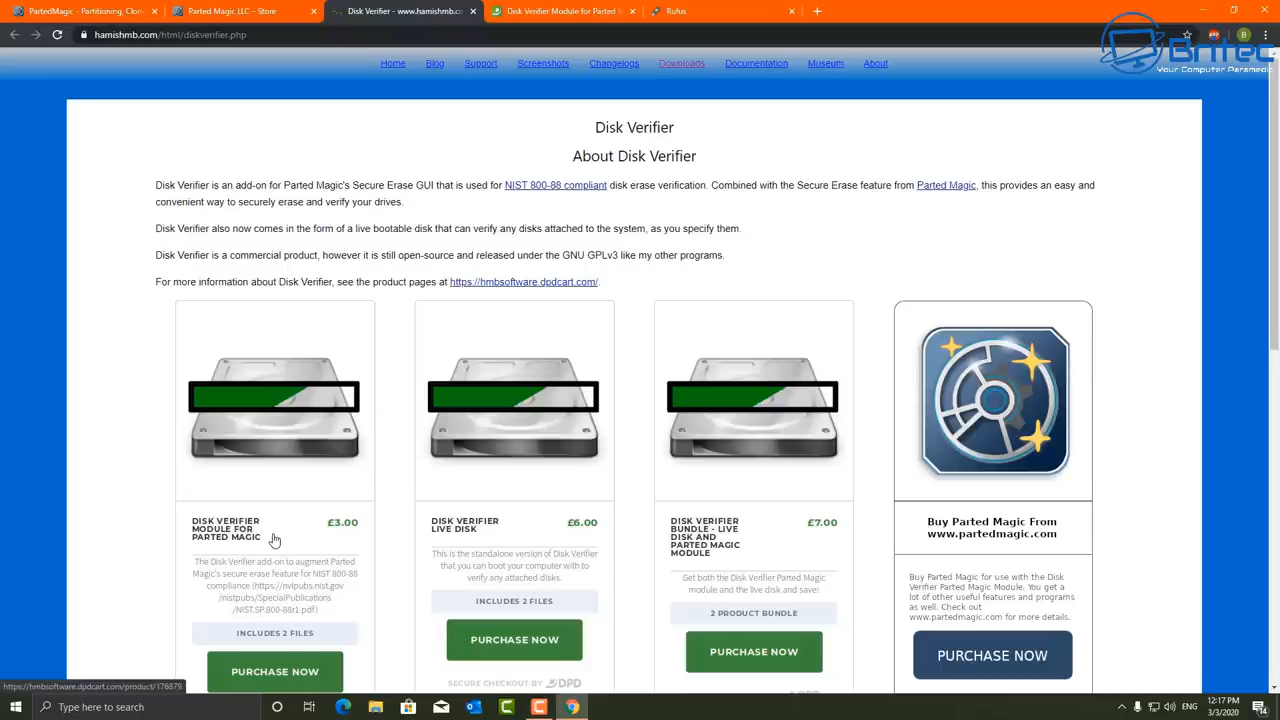 PartedMagic - Partitioning, Clon
Parted Magic LLC – Store
Disk Verifier - www.hamishmb.co
Disk Verifier Module for Parted M
Rufus
hamishmb.com/html/diskverifier.php
B
Britec
Your Computer Paramedic
Home Blog Support Screenshots Changelogs Downloads Documentation Museum About
Disk Verifier
About Disk Verifier
Disk Verifier is an add-on for Parted Magic's Secure Erase GUI that is used for NIST 800-88 compliant disk erase verification. Combined with the Secure Erase feature from Parted Magic, this provides an easy and
convenient way to securely erase and verify your drives.
Disk Verifier also now comes in the form of a live bootable disk that can verify any disks attached to the system, as you specify them.
Disk Verifier is a commercial product, however it is still open-source and released under the GNU GPLv3 like my other programs.
For more information about Disk Verifier, see the product pages at https://hmbsoftware.dpdcart.com/.
DISK VERIFIER
MODULE FOR
PARTED MAGIC
£3.00
The Disk Verifier add-on to augment Parted
Magic's secure erase feature for NIST 800-88
compliance (https://nvlpubs.nist.gov
/nistpubs/SpecialPublications
/NIST.SP.800-88r1.pdf)
INCLUDES 2 FILES
PURCHASE NOW
DISK VERIFIER
LIVE DISK
£6.00
This is the standalone version of Disk Verifier
that you can boot your computer with to
verify any attached disks.
INCLUDES 2 FILES
PURCHASE NOW
SECURE CHECKOUT BY DPD
DISK VERIFIER
BUNDLE - LIVE
DISK AND
PARTED MAGIC
MODULE
£7.00
Get both the Disk Verifier Parted Magic
module and the live disk and save!
2 PRODUCT BUNDLE
PURCHASE NOW
Buy Parted Magic From
www.partedmagic.com
Buy Parted Magic for use with the Disk
Verifier Parted Magic Module. You get a
lot of other useful features and programs
as well. Check out
www.partedmagic.com for more details.
PURCHASE NOW
https://hmbsoftware.dpdcart.com/product/176879
Type here to search
ENG
12:17 PM
3/3/2020
14